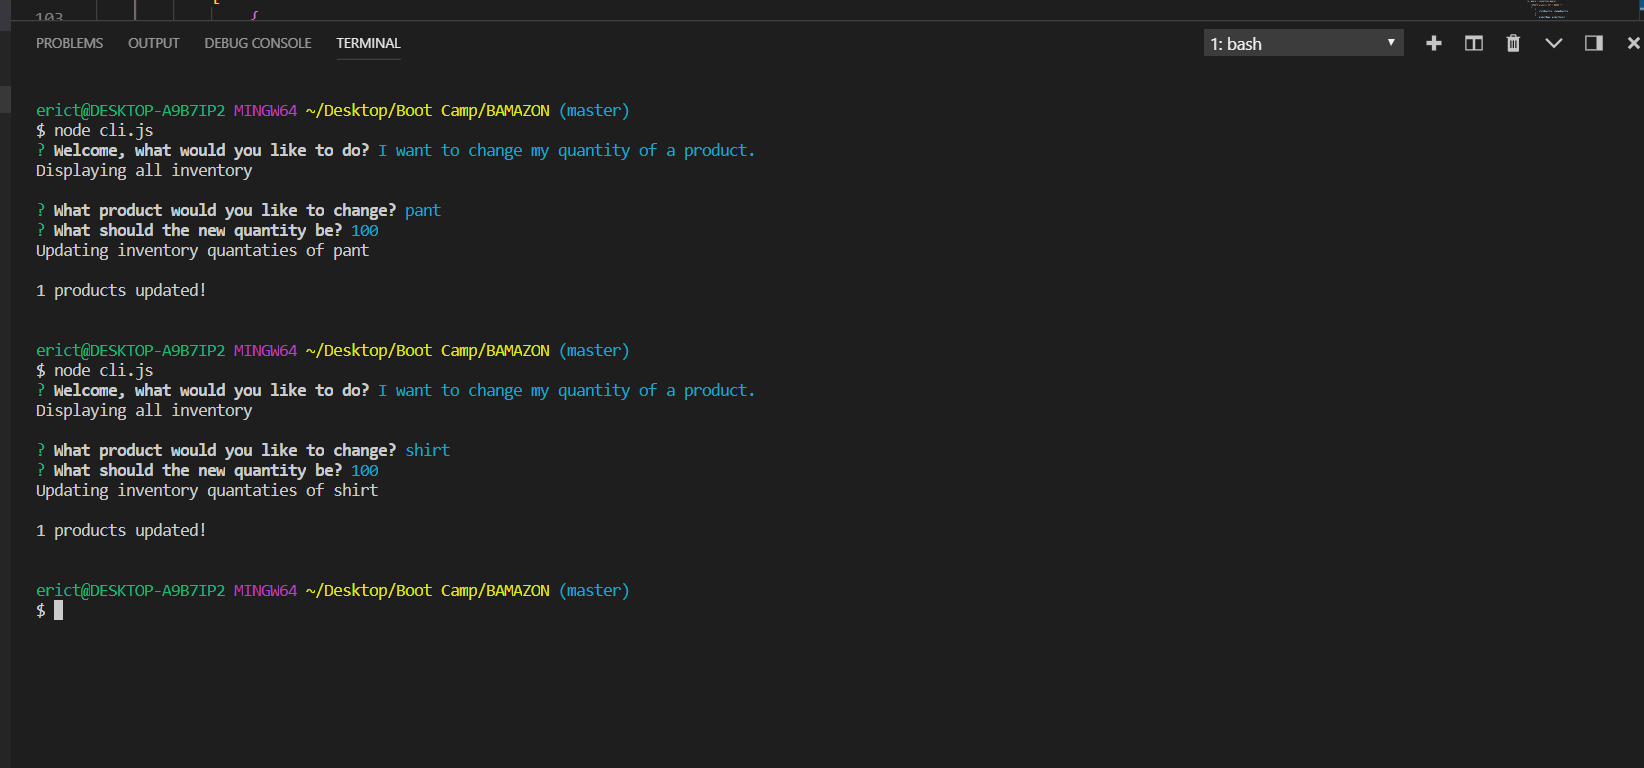 103
{
PROBLEMS OUTPUT DEBUG CONSOLE TERMINAL 1: bash
erict@DESKTOP-A9B7IP2 MINGW64 ~/Desktop/Boot Camp/BAMAZON (master)
$ node cli.js
? Welcome, what would you like to do? I want to change my quantity of a product.
Displaying all inventory
? What product would you like to change? pant
? What should the new quantity be? 100
Updating inventory quantaties of pant
1 products updated!
erict@DESKTOP-A9B7IP2 MINGW64 ~/Desktop/Boot Camp/BAMAZON (master)
$ node cli.js
? Welcome, what would you like to do? I want to change my quantity of a product.
Displaying all inventory
? What product would you like to change? shirt
? What should the new quantity be? 100
Updating inventory quantaties of shirt
1 products updated!
erict@DESKTOP-A9B7IP2 MINGW64 ~/Desktop/Boot Camp/BAMAZON (master)
$